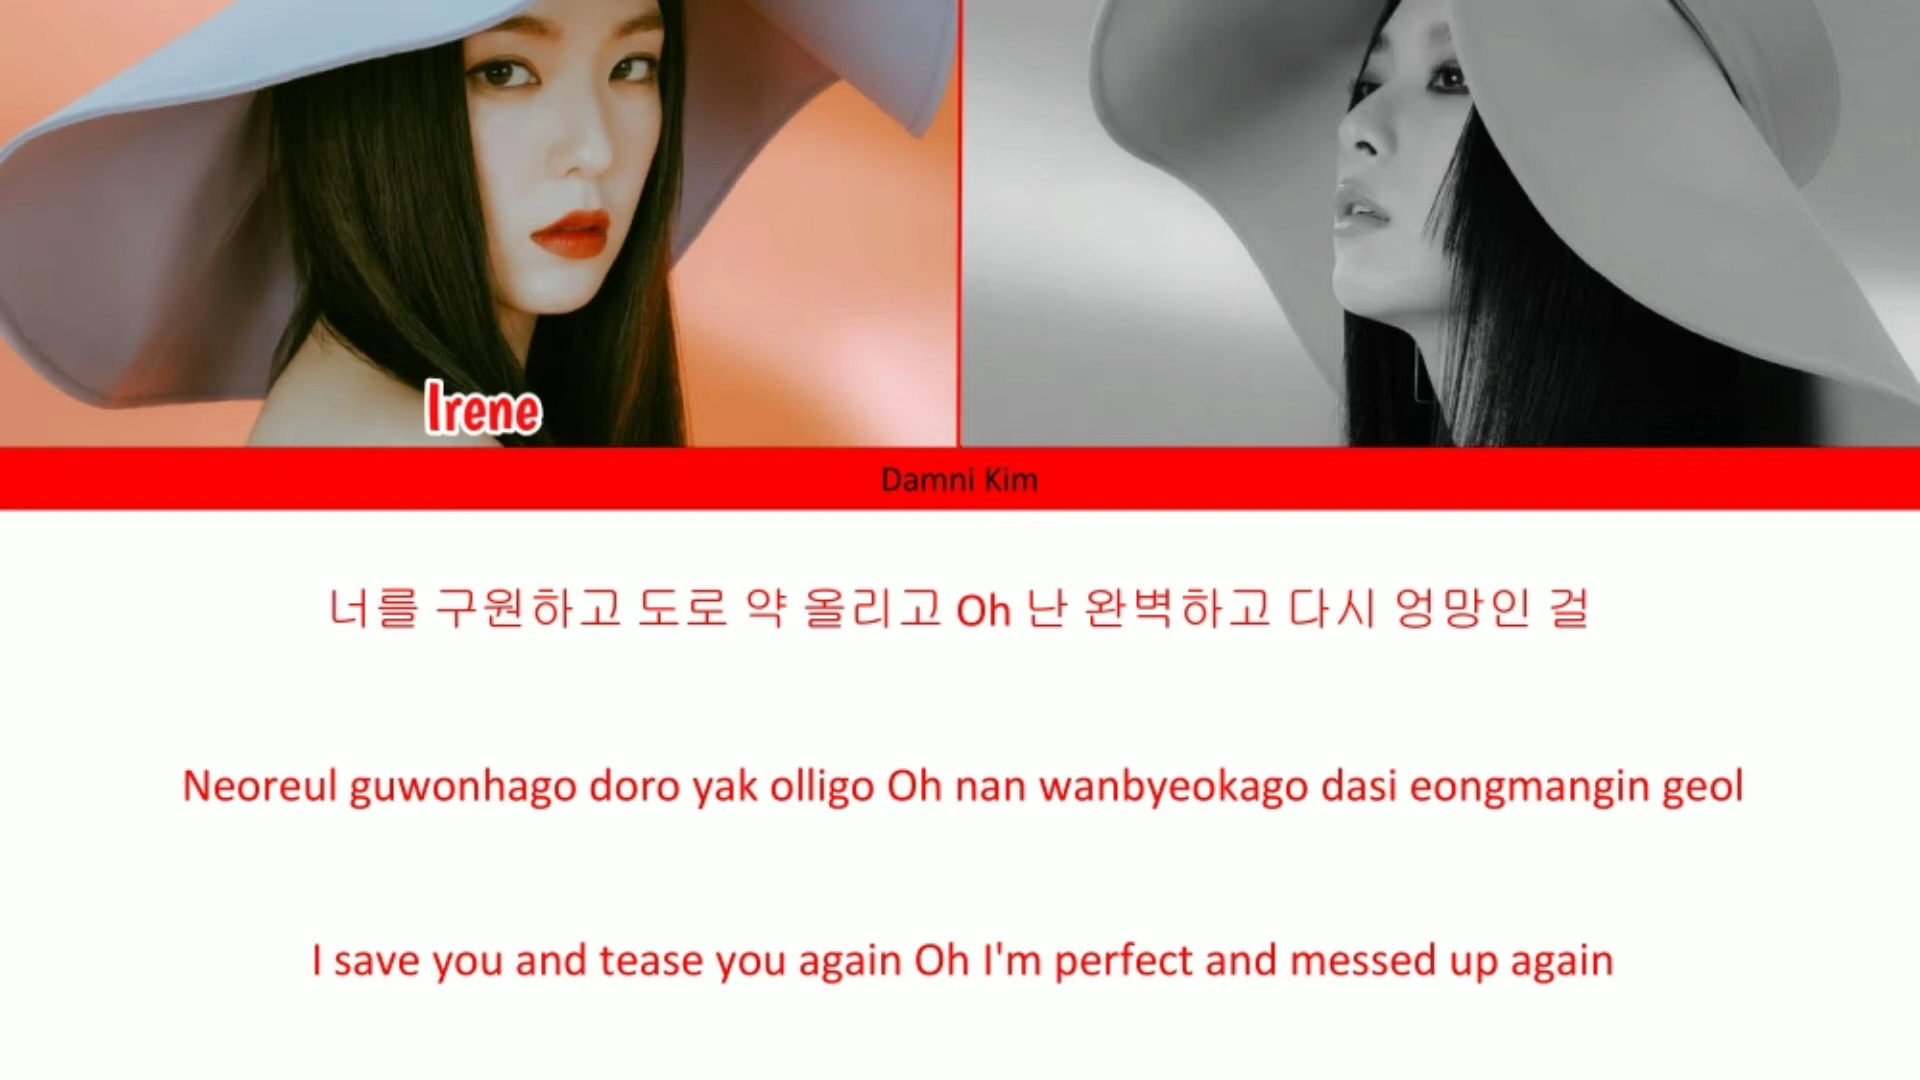 Irene
Damni Kim
너를 구원하고 도로 약 올리고 Oh 난 완벽하고 다시 엉망인 걸
Neoreul guwonhago doro yak olligo Oh nan wanbyeokago dasi eongmangin geol
I save you and tease you again Oh I'm perfect and messed up again